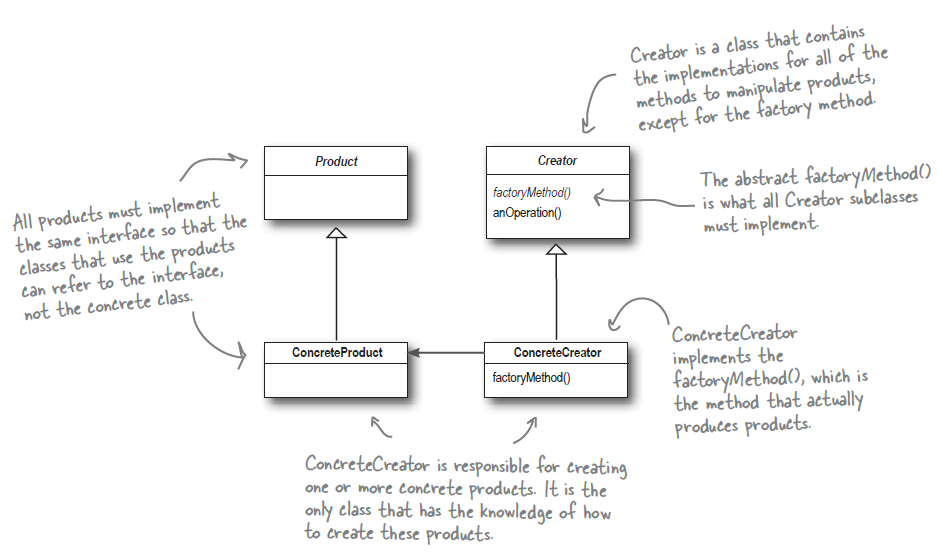 Creator is a class that contains
the implementations for all of the
methods to manipulate products,
except for the factory method.
Product
Creator
factoryMethod()
anOperation()
The abstract factoryMethod()
is what all Creator subclasses
must implement.
All products must implement
the same interface so that the
classes that use the products
can refer to the interface,
not the concrete class.
ConcreteProduct
ConcreteCreator
factoryMethod()
ConcreteCreator
implements the
factoryMethod(), which is
the method that actually
produces products.
ConcreteCreator is responsible for creating
one or more concrete products. It is the
only class that has the knowledge of how
to create these products.